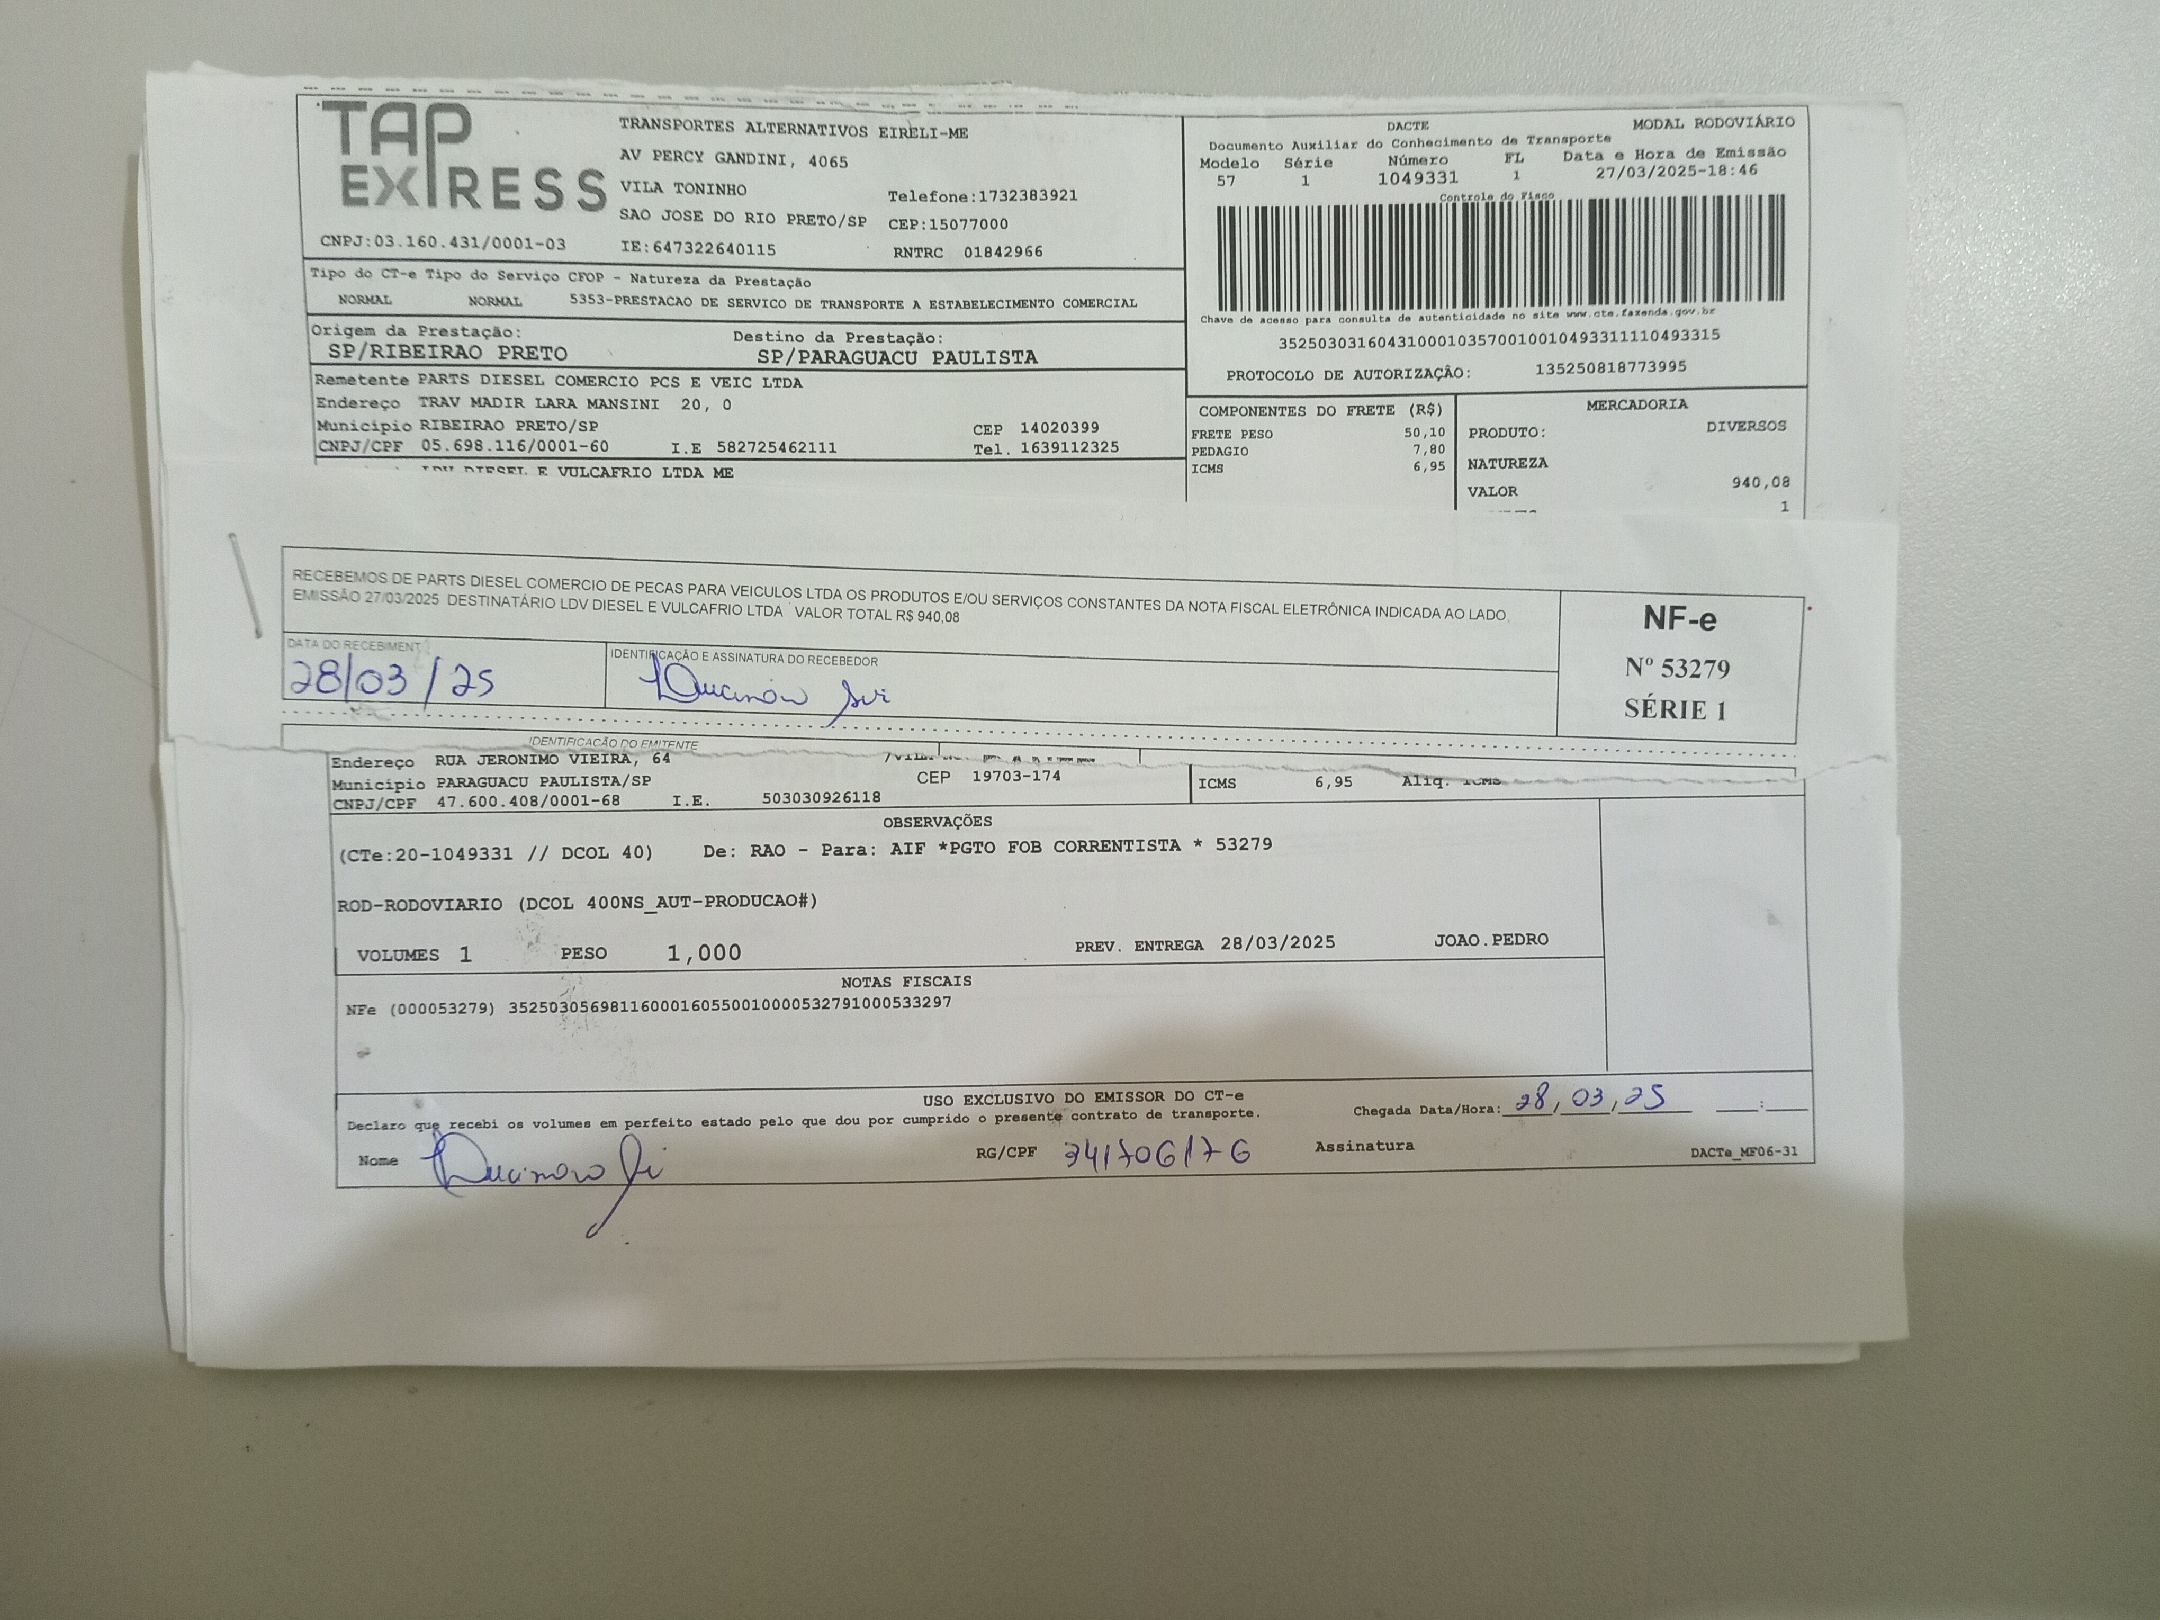 TAP
EXPRESS
TRANSPORTES ALTERNATIVOS EIRELI-ME
AV PERCY GANDINI, 4065
VILA TONINHO
Telefone:1732383921
SAO JOSE DO RIO PRETO/SP CEP:15077000
CNPJ:03.160.431/0001-03 IE:647322640115 RNTRC 01842966
Tipo do CT-e Tipo do Serviço CFOP - Natureza da Prestação
NORMAL NORMAL 5353-PRESTACAO DE SERVICO DE TRANSPORTE A ESTABELECIMENTO COMERCIAL
Origem da Prestação: Destino da Prestação:
SP/RIBEIRAO PRETO SP/PARAGUACU PAULISTA
Remetente PARTS DIESEL COMERCIO PCS E VEIC LTDA
Endereço TRAV MADIR LARA MANSINI 20, 0
Município RIBEIRAO PRETO/SP CEP 14020399
CNPJ/CPF 05.698.116/0001-60 I.E 582725462111 Tel. 1639112325
LDV DIESEL E VULCAFRIO LTDA ME
DACTE MODAL RODOVIÁRIO
Documento Auxiliar do Conhecimento de Transporte
Modelo Série Número FL Data e Hora de Emissão
57 1 1049331 1 27/03/2025-18:46
Controle do Fisco
Chave de acesso para consulta de autenticidade no site www.cte.fazenda.gov.br
35250303160431000103570010010493311110493315
PROTOCOLO DE AUTORIZAÇÃO: 135250818773995
COMPONENTES DO FRETE (R$)
FRETE PESO 50,10
PEDAGIO 7,80
ICMS 6,95
MERCADORIA
PRODUTO: DIVERSOS
NATUREZA
VALOR 940,08
1
RECEBEMOS DE PARTS DIESEL COMERCIO DE PECAS PARA VEICULOS LTDA OS PRODUTOS E/OU SERVIÇOS CONSTANTES DA NOTA FISCAL ELETRÔNICA INDICADA AO LADO.
EMISSÃO 27/03/2025 DESTINATÁRIO LDV DIESEL E VULCAFRIO LTDA VALOR TOTAL R$ 940,08
DATA DO RECEBIMENT IDENTIFICAÇÃO E ASSINATURA DO RECEBEDOR
28/03/25
NF-e
Nº 53279
SÉRIE 1
IDENTIFICAÇÃO DO EMITENTE
Endereço RUA JERONIMO VIEIRA, 64
Município PARAGUACU PAULISTA/SP CEP 19703-174
CNPJ/CPF 47.600.408/0001-68 I.E. 503030926118
ICMS 6,95 Aliq. ICMS
OBSERVAÇÕES
(CTe:20-1049331 // DCOL 40) De: RAO - Para: AIF *PGTO FOB CORRENTISTA * 53279
ROD-RODOVIARIO (DCOL 400NS_AUT-PRODUCAO#)
VOLUMES 1 PESO 1,000 PREV. ENTREGA 28/03/2025 JOAO.PEDRO
NOTAS FISCAIS
NFe (000053279) 35250305698116000160550010000532791000533297
USO EXCLUSIVO DO EMISSOR DO CT-e
Declaro que recebi os volumes em perfeito estado pelo que dou por cumprido o presente contrato de transporte.
Chegada Data/Hora: 28/03/25 __:__
Nome RG/CPF 341706176 Assinatura DACTe_MF06-31